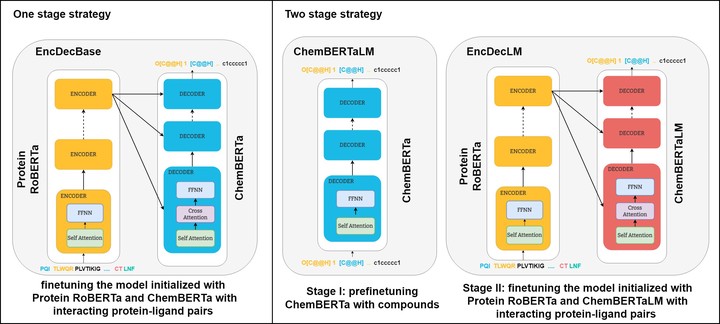 One stage strategy
EncDecBase
O[C@@H] 1 [C@@H] .. c1ccccc1
ENCODER
DECODER
ENCODER
DECODER
Protein
RoBERTa
ChemBERTa
DECODER
FFNN
Cross
Attention
Self Attention
ENCODER
FFNN
Self Attention
PQI TLWQR PLVTIKIG .... CT LNF
finetuning the model initialized with
Protein RoBERTa and ChemBERTa with
interacting protein-ligand pairs
Two stage strategy
ChemBERTaLM
O[C@@H] 1 [C@@H] .. c1ccccc1
DECODER
DECODER
ChemBERTa
DECODER
FFNN
Self Attention
O[C@@H] 1 [C@@H] .. c1ccccc1
Stage I: prefinetuning
ChemBERTa with compounds
EncDecLM
O[C@@H] 1 [C@@H] .. c1ccccc1
ENCODER
DECODER
ENCODER
DECODER
Protein
RoBERTa
ChemBERTaLM
DECODER
FFNN
Cross
Attention
Self Attention
ENCODER
FFNN
Self Attention
PQI TLWQR PLVTIKIG .... CT LNF
Stage II: finetuning the model initialized with
Protein RoBERTa and ChemBERTaLM with
interacting protein-ligand pairs